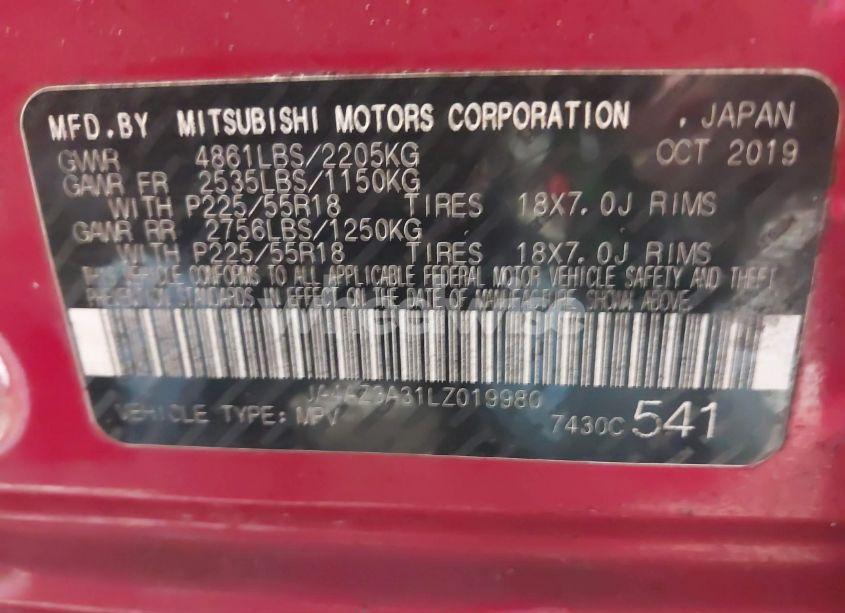 MFD.BY MITSUBISHI MOTORS CORPORATION . JAPAN
GVWR 4861LBS/2205KG OCT 2019
GAWR FR 2535LBS/1150KG
WITH P225/55R18 TIRES 18X7.0J RIMS
GAWR RR 2756LBS/1250KG
WITH P225/55R18 TIRES 18X7.0J RIMS
THIS VEHICLE CONFORMS TO ALL APPLICABLE FEDERAL MOTOR VEHICLE SAFETY AND THEFT
PREVENTION STANDARDS IN EFFECT ON THE DATE OF MANUFACTURE SHOWN ABOVE.
VEHICLE TYPE: MPV 7430C 541